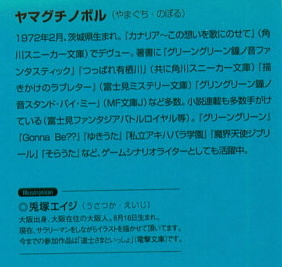 ヤマグチノボル（やまぐち・のぼる）
1972年2月、茨城県生まれ。『カナリア～この想いを歌にのせて』（角
川スニーカー文庫）でデビュー。著書に『グリーングリーン鐘ノ音ファ
ンタスティック』『つっぱれ有栖川』（共に角川スニーカー文庫）『描
きかけのラブレター』（富士見ミステリー文庫）『グリングリーン鐘ノ
音スタンド・バイ・ミー』（MF文庫J）など多数。小説連載も多数手がけ
ている（富士見ファンタジアバトルロイヤル等）。『グリーングリーン』
『Gonna Be??』『ゆきうた』『私立アキハバラ学園』『魔界天使ジブリ
ール』『そらうた』など、ゲームシナリオライターとしても活躍中。
Illustration
◎兎塚エイジ（うさつか・えいじ）
大阪出身、大阪在住の大阪人。8月16日生まれ。
現在、サラリーマンをしながらイラストを描かせて頂いてます。
今までの参加作品は「道士さまといっしょ」（電撃文庫）です。